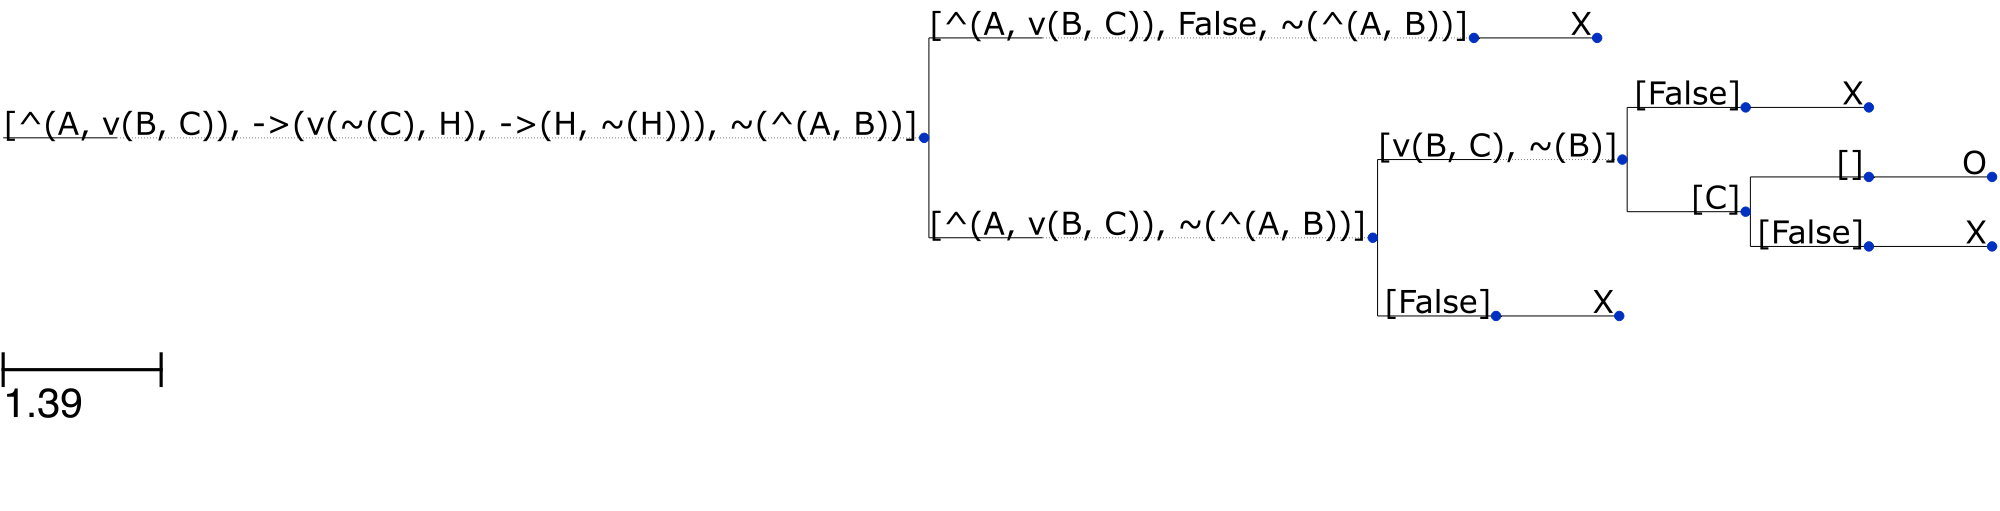 [^(A, v(B, C)), False, ~(^(A, B))]
X
[False]
X
[^(A, v(B, C)), ->(v(~(C), H), ->(H, ~(H))), ~(^(A, B))]
[v(B, C), ~(B)]
[]
O
[C]
[^(A, v(B, C)), ~(^(A, B))]
[False]
X
[False]
X
1.39